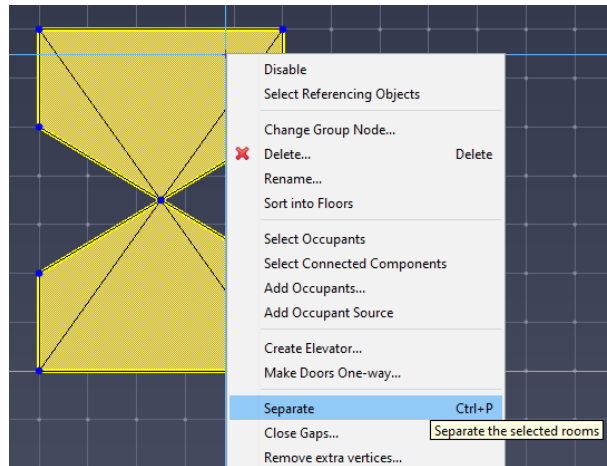 Disable
Select Referencing Objects
Change Group Node...
Delete... Delete
Rename...
Sort into Floors
Select Occupants
Select Connected Components
Add Occupants...
Add Occupant Source
Create Elevator...
Make Doors One-way...
Separate Ctrl+P
Close Gaps... Separate the selected rooms
Remove extra vertices...